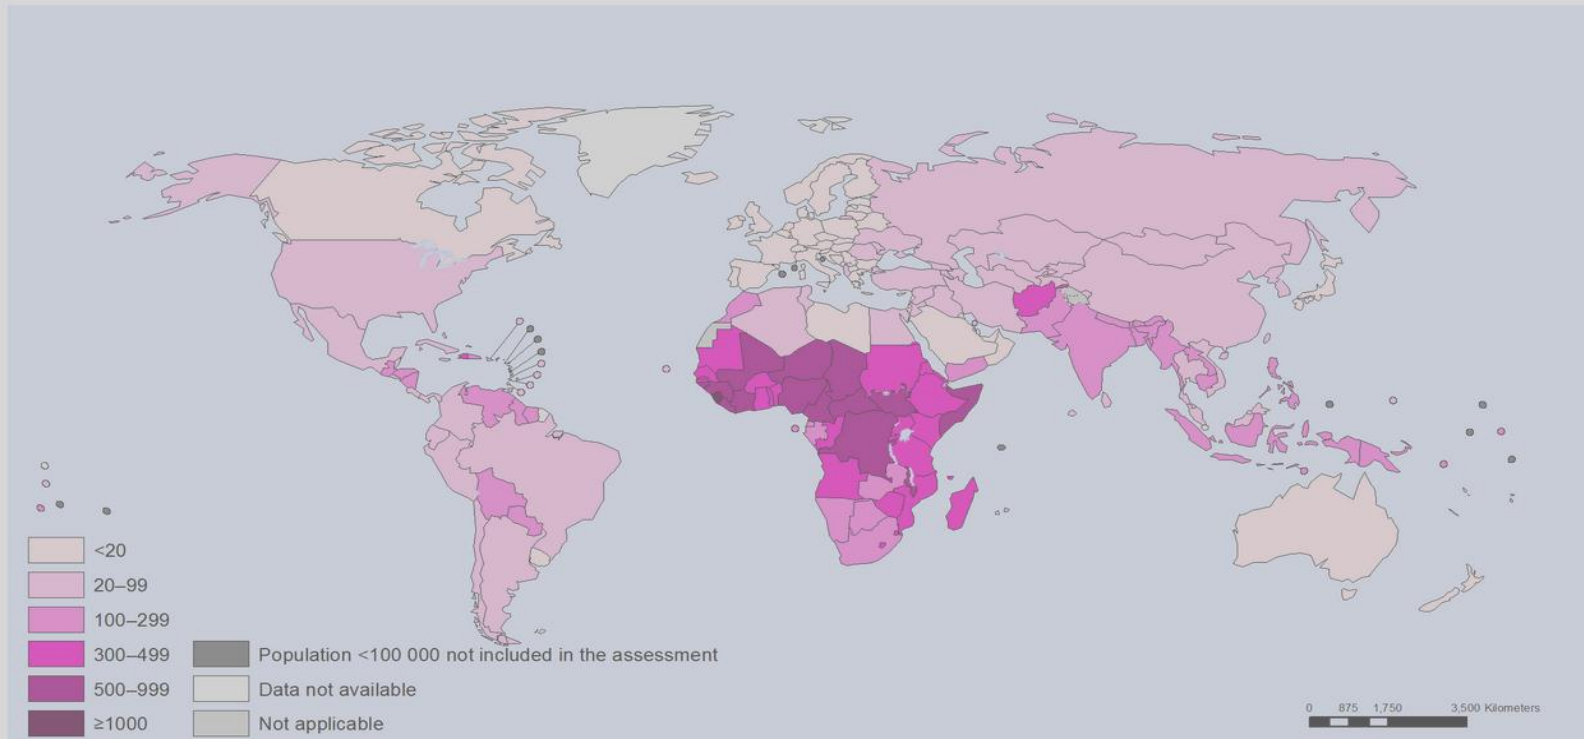 <20
20–99
100–299
300–499
500–999
≥1000
Population <100 000 not included in the assessment
Data not available
Not applicable
0 875 1,750 3,500 Kilometers